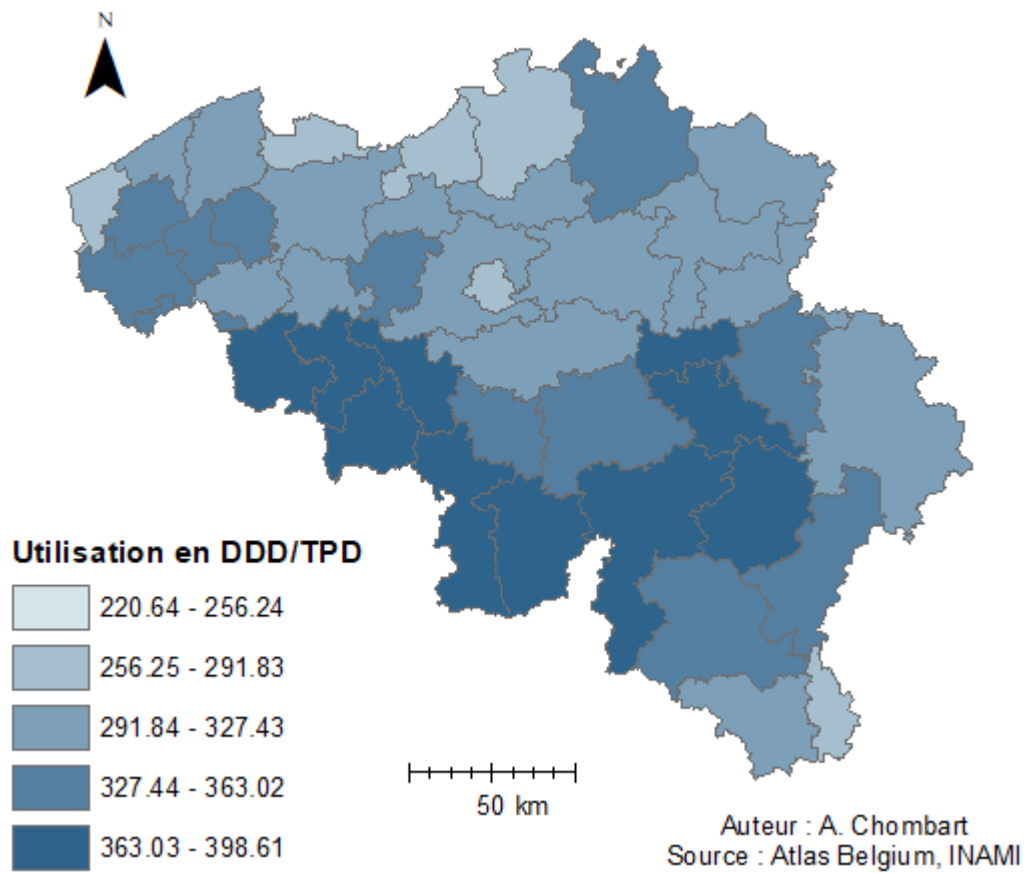 N
Utilisation en DDD/TPD
220.64 - 256.24
256.25 - 291.83
291.84 - 327.43
327.44 - 363.02
363.03 - 398.61
50 km
Auteur : A. Chombart
Source : Atlas Belgium, INAMI